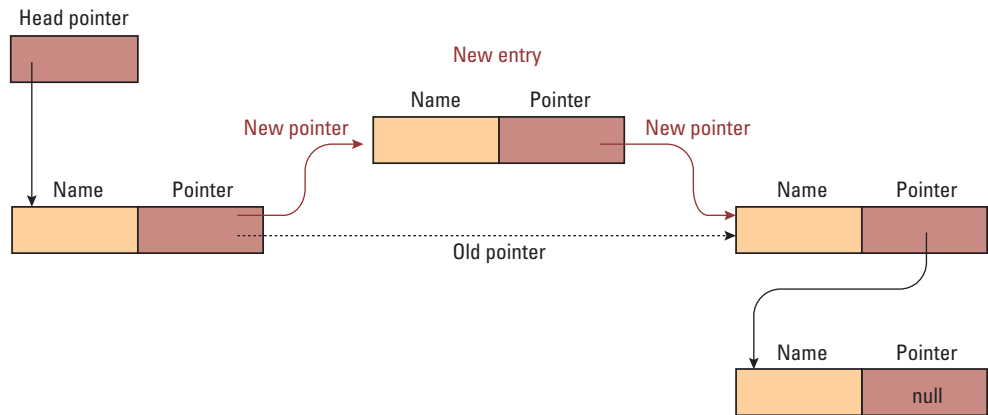 Head pointer
New entry
Name Pointer
New pointer New pointer
Name Pointer Name Pointer
Old pointer
Name Pointer
null